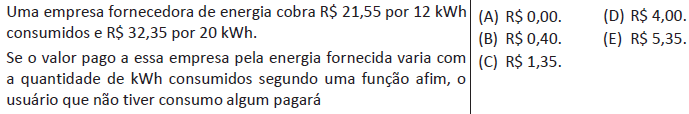 Uma empresa fornecedora de energia cobra R$ 21,55 por 12 kWh
consumidos e R$ 32,35 por 20 kWh.
Se o valor pago a essa empresa pela energia fornecida varia com
a quantidade de kWh consumidos segundo uma função afim, o
usuário que não tiver consumo algum pagará
(A) R$ 0,00.
(B) R$ 0,40.
(C) R$ 1,35.
(D) R$ 4,00.
(E) R$ 5,35.